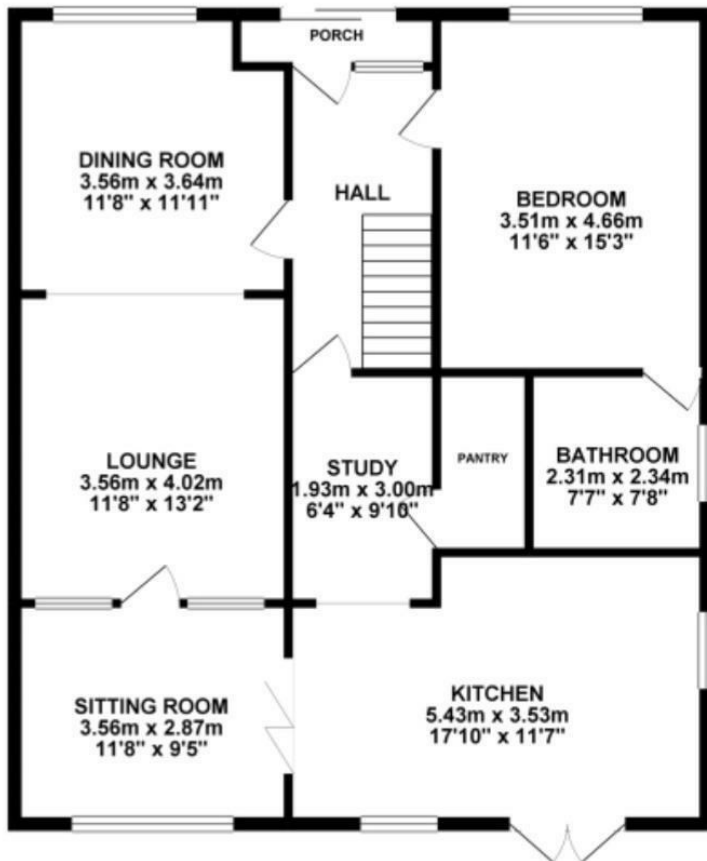 PORCH
DINING ROOM
3.56m x 3.64m
11'8" x 11'11"
HALL
BEDROOM
3.51m x 4.66m
11'6" x 15'3"
LOUNGE
3.56m x 4.02m
11'8" x 13'2"
STUDY
1.93m x 3.00m
6'4" x 9'10"
PANTRY
BATHROOM
2.31m x 2.34m
7'7" x 7'8"
SITTING ROOM
3.56m x 2.87m
11'8" x 9'5"
KITCHEN
5.43m x 3.53m
17'10" x 11'7"